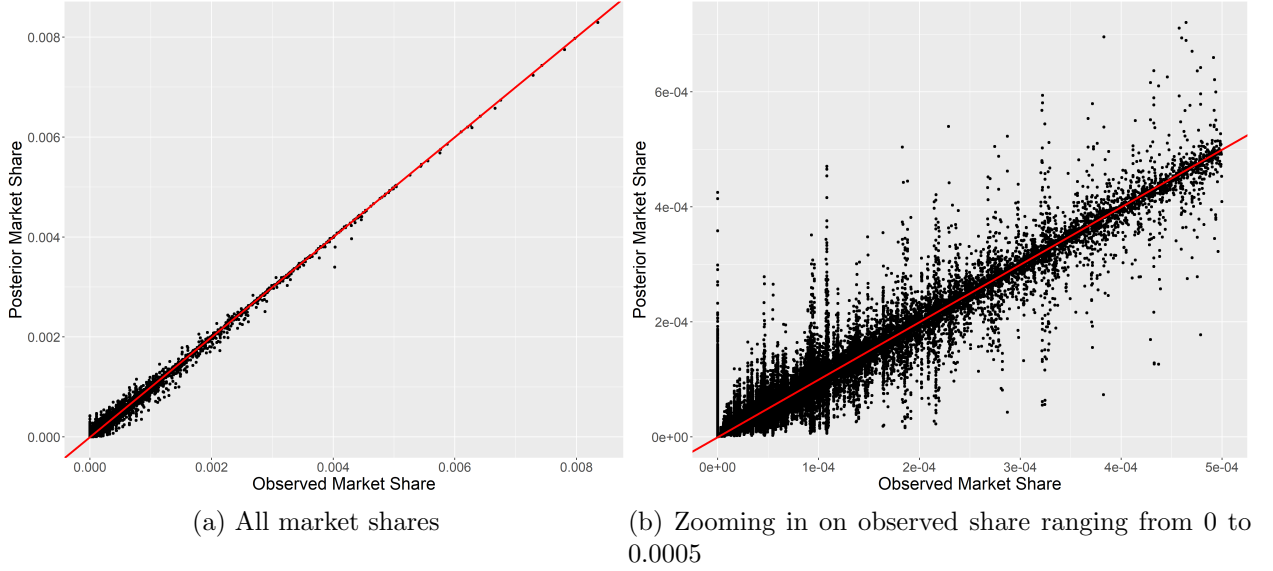 Posterior Market Share
0.008
0.006
0.004
0.002
0.000
0.000 0.002 0.004 0.006 0.008
Observed Market Share
(a) All market shares
Posterior Market Share
6e-04
4e-04
2e-04
0e+00
0e+00 1e-04 2e-04 3e-04 4e-04 5e-04
Observed Market Share
(b) Zooming in on observed share ranging from 0 to
0.0005